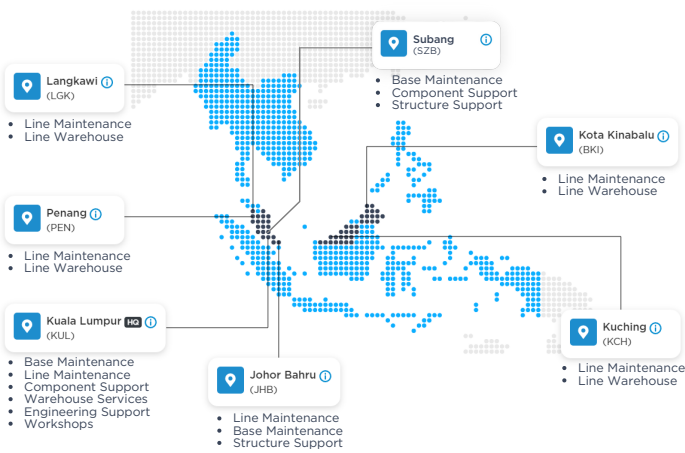 Subang
(SZB)
Base Maintenance
Component Support
Structure Support
Langkawi
(LGK)
Line Maintenance
Line Warehouse
Kota Kinabalu
(BKI)
Line Maintenance
Line Warehouse
Penang
(PEN)
Line Maintenance
Line Warehouse
Kuala Lumpur HQ
(KUL)
Base Maintenance
Line Maintenance
Component Support
Warehouse Services
Engineering Support
Workshops
Johor Bahru
(JHB)
Line Maintenance
Base Maintenance
Structure Support
Kuching
(KCH)
Line Maintenance
Line Warehouse